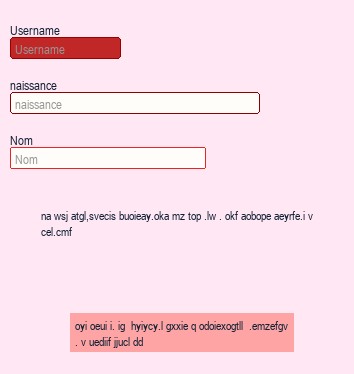 Username
Username
naissance
naissance
Nom
Nom
na wsj atgl,svecis buoieay.oka mz top .lw . okf aobope aeyrfe.i v
cel.cmf
oyi oeui i. ig  hyiycy.l gxxie q odoiexogtll  .emzefgv
. v uediif jjucl dd